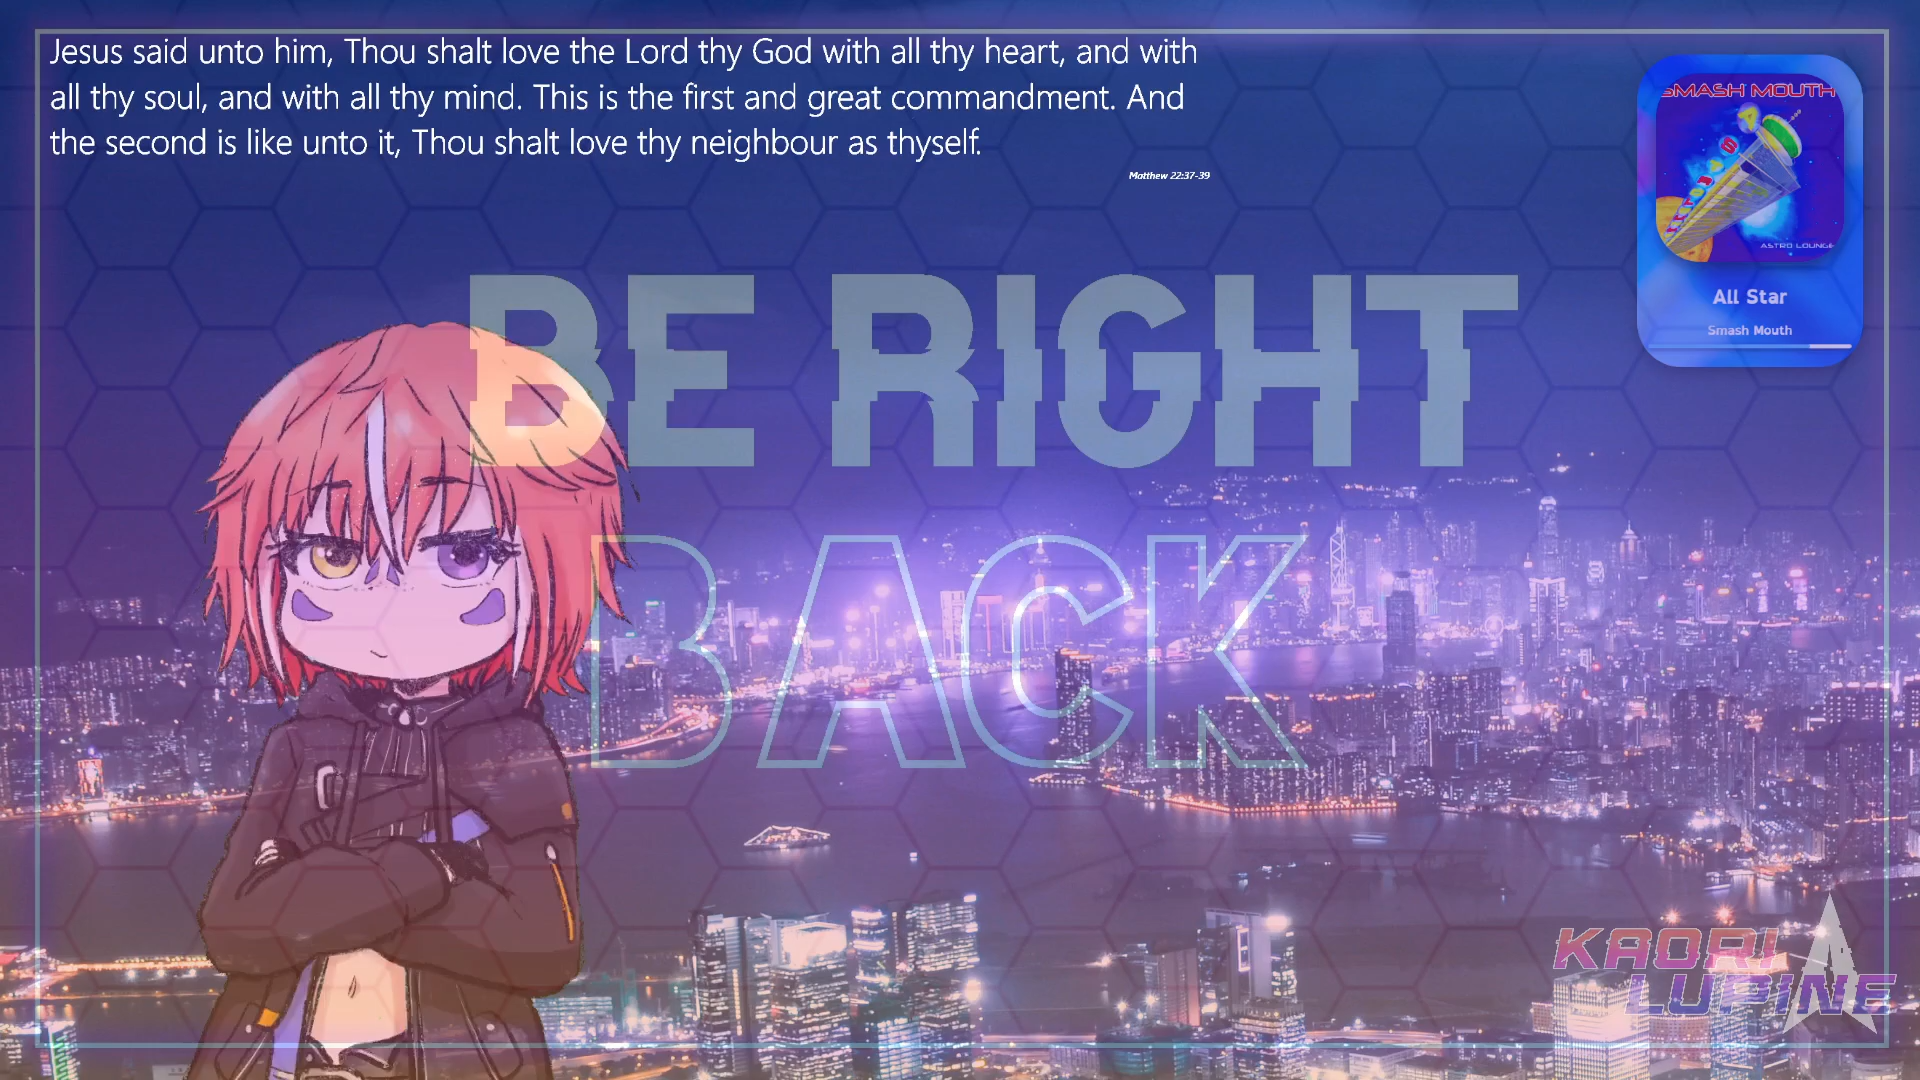 Jesus said unto him, Thou shalt love the Lord thy God with all thy heart, and with
all thy soul, and with all thy mind. This is the first and great commandment. And
the second is like unto it, Thou shalt love thy neighbour as thyself.
Matthew 22:37-39
SMASH MOUTH
ASTRO LOUNGE
All Star
Smash Mouth
BE RIGHT
BACK
KAORI
LUPINE